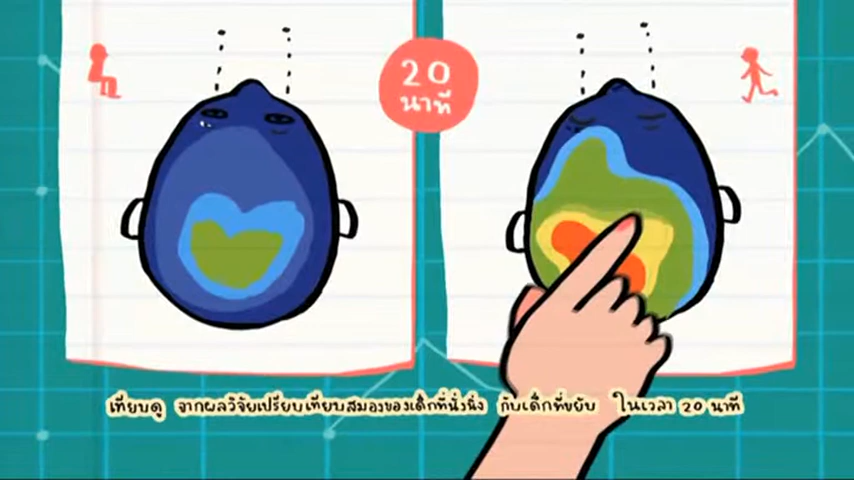 20
นาที
เทียบดู จากผลวิจัยเปรียบเทียบสมองของเด็กที่นั่งนิ่ง กับเด็กที่ขยับ ในเวลา 20 นาที